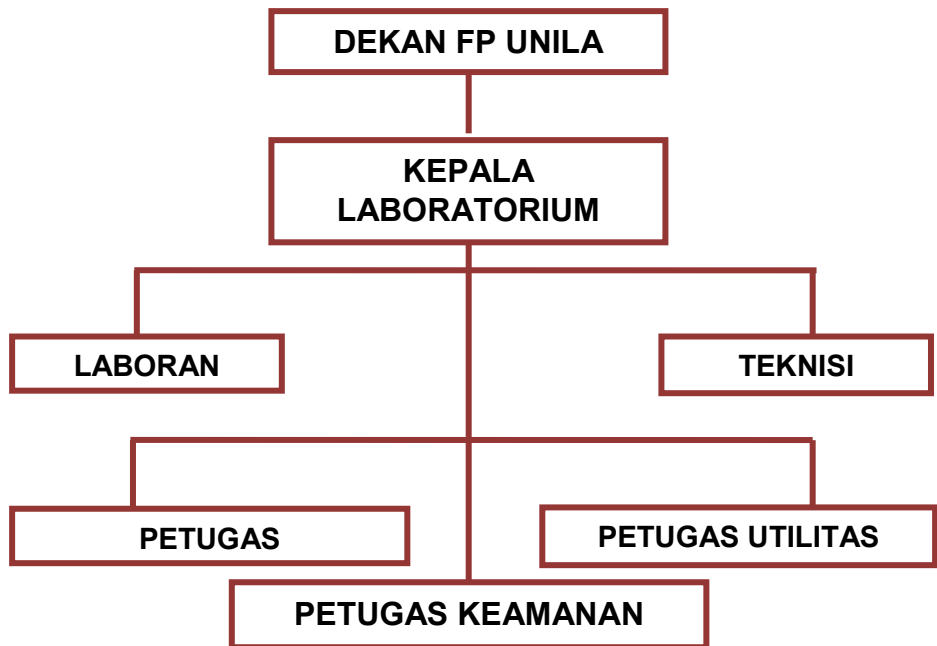 DEKAN FP UNILA
KEPALA
LABORATORIUM
LABORAN
TEKNISI
PETUGAS
PETUGAS UTILITAS
PETUGAS KEAMANAN